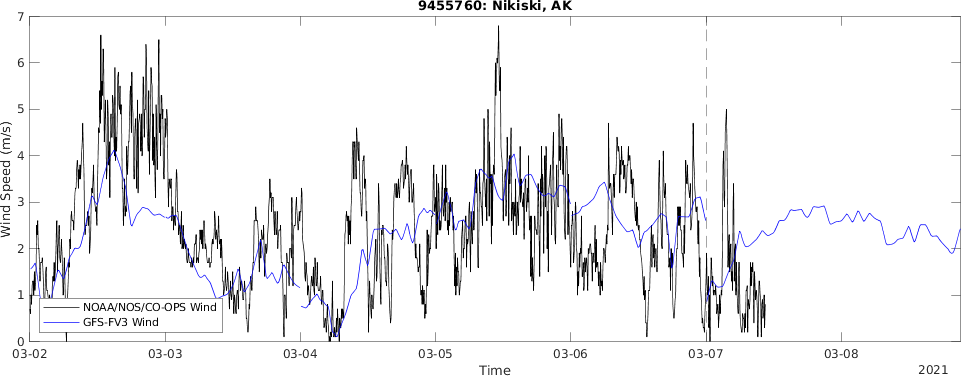 9455760: Nikiski, AK
Wind Speed (m/s)
7
6
5
4
3
2
1
0
NOAA/NOS/CO-OPS Wind
GFS-FV3 Wind
03-02 03-03 03-04 03-05 03-06 03-07 03-08
Time
2021